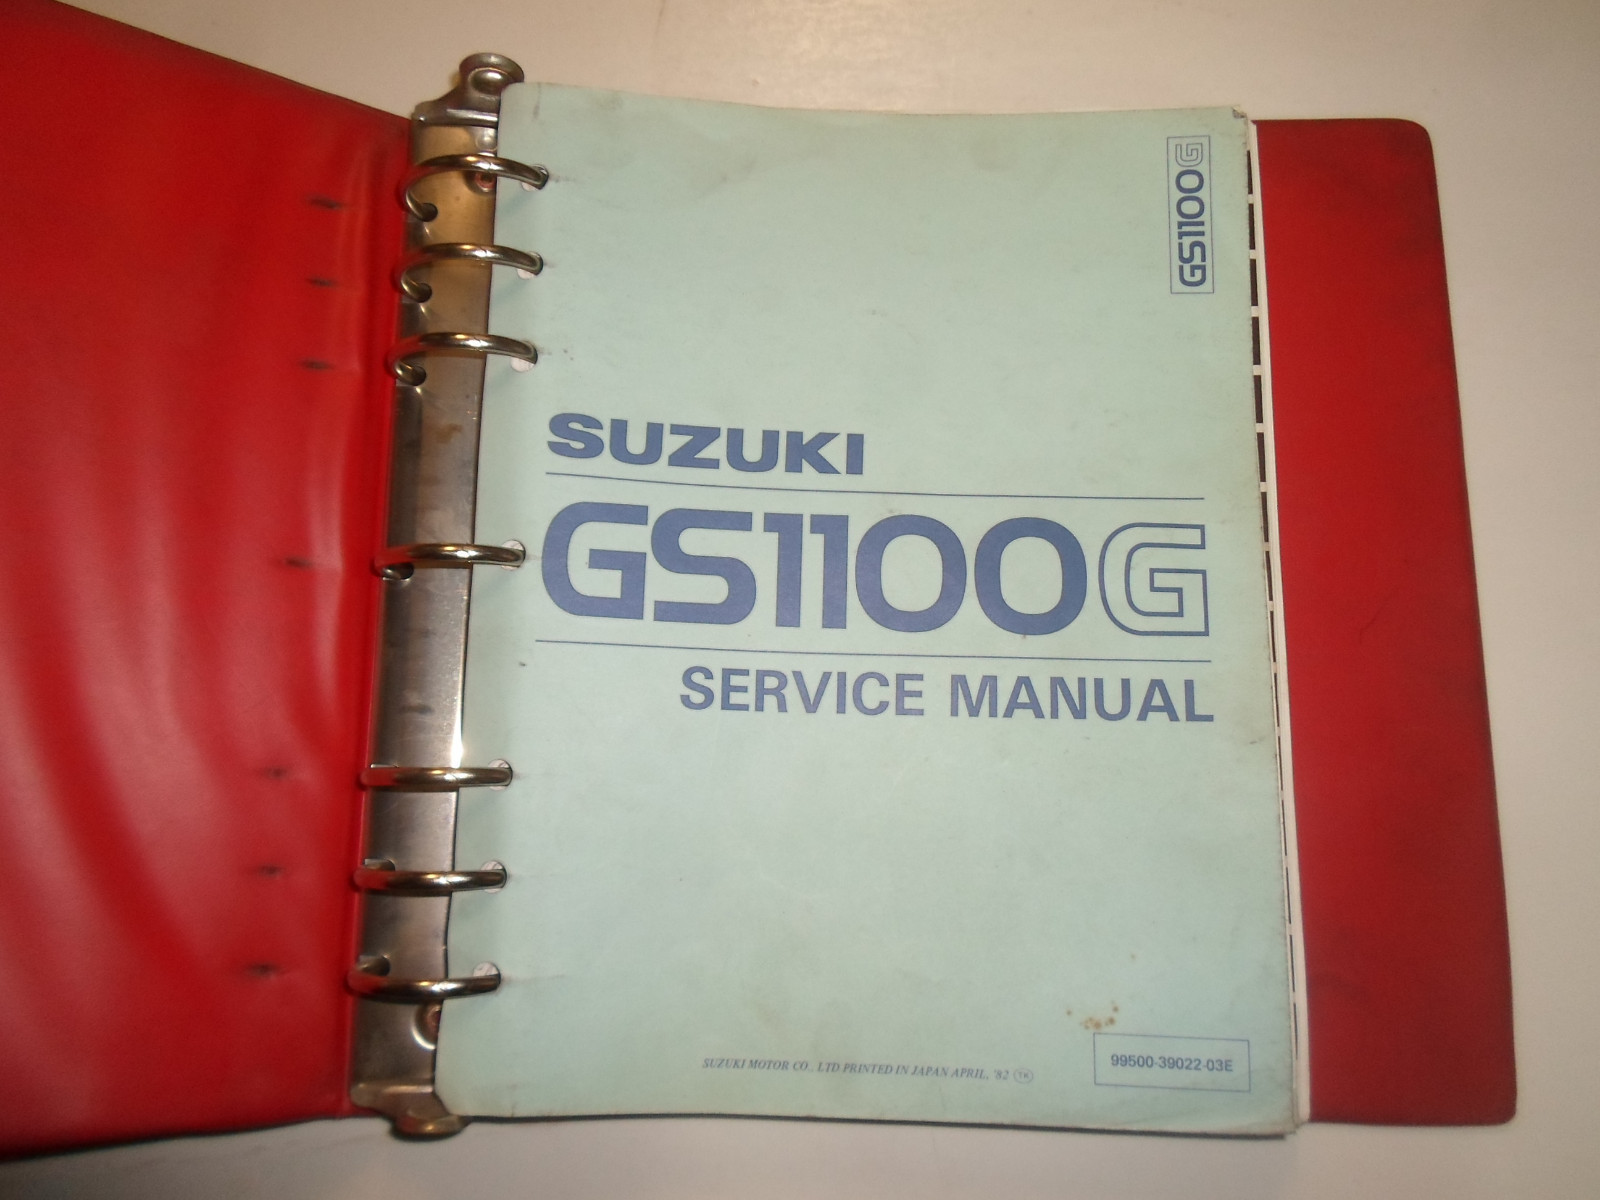 GS1100G
SUZUKI
GS1100G
SERVICE MANUAL
SUZUKI MOTOR CO., LTD PRINTED IN JAPAN APRIL, '82
99500-39022-03E